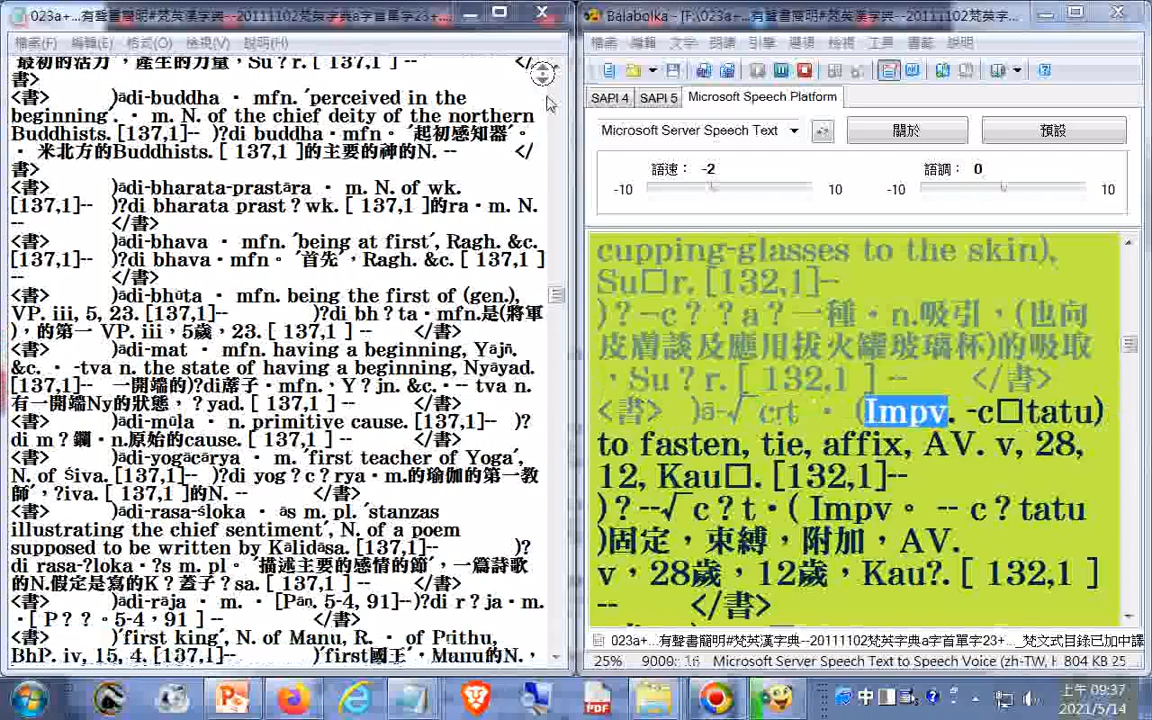 023a+...有聲書簡明#梵英漢字典--20111102梵英字典a字首單字23+...
檔案(F) 編輯(E) 格式(O) 檢視(V) 說明(H)
最初的活力，產生的力量，Su？r. [ 137,1 ] -- </
書>
<書> )ādi-buddha • mfn. 'perceived in the
beginning'. • m. N. of the chief deity of the northern
Buddhists. [137,1]-- )?di buddha•mfn。'起初感知器'。
• 米北方的Buddhists. [ 137,1 ]的主要的神的N. -- </
書>
<書> )ādi-bharata-prastāra • m. N. of wk.
[137,1]-- )?di bharata prast？wk. [ 137,1 ]的ra•m. N.
-- </書>
<書> )ādi-bhava • mfn. 'being at first', Ragh. &c.
[137,1]-- )?di bhava•mfn。'首先'，Ragh. &c. [ 137,1 ]
-- </書>
<書> )ādi-bhūta • mfn. being the first of (gen.),
VP. iii, 5, 23. [137,1]-- )?di bh？ta•mfn.是(將軍
)，的第一 VP. iii，5歲，23. [ 137,1 ] -- </書>
<書> )ādi-mat • mfn. having a beginning, Yājñ.
&c. • -tva n. the state of having a beginning, Nyāyad.
[137,1]-- 一開端的)?di蓆子•mfn.，Y？jn. &c.•-- tva n.
有一開端Ny的狀態，？yad. [ 137,1 ] -- </書>
<書> )ādi-mūla • n. primitive cause. [137,1]-- )?
di m？鑭•n.原始的cause. [ 137,1 ] -- </書>
<書> )ādi-yogācārya • m. 'first teacher of Yoga',
N. of Śiva. [137,1]-- )?di yog？c？rya•m.的瑜伽的第一教
師'，?iva. [ 137,1 ]的N. -- </書>
<書> )ādi-rasa-śloka • ās m. pl. 'stanzas
illustrating the chief sentiment', N. of a poem
supposed to be written by Kālidāsa. [137,1]-- )?
di rasa-?loka•?s m. pl。'描述主要的感情的節'，一篇詩歌
的N.假定是寫的K？蓋子？sa. [ 137,1 ] -- </書>
<書> )ādi-rāja • m. • [Pāṇ. 5-4, 91]--)?di r？ja•m.
•[ P？？。5-4，91 ] -- </書>
<書> )'first king', N. of Manu, R. • of Pṛithu,
BhP. iv, 15, 4. [137,1]-- )'first國王'，Manu的N.，
Balabolka - [F:\023a+...有聲書簡明#梵英漢字典--20111102梵英字...
檔案 編輯 文字 朗讀 引擎 選項 檢視 工具 書籤 說明
SAPI 4 SAPI 5 Microsoft Speech Platform
Microsoft Server Speech Text 關於 預設
語速： -2 語調： 0
-10 10 -10 10
cupping-glasses to the skin),
Su□r. [132,1]--
)？-¬c？？a？一種•n.吸引，(也向
皮膚談及應用拔火罐玻璃杯)的吸取
，Su？r. [ 132,1 ] -- </書>
<書> )ā-√cṛt • (Impv. -c□tatu)
to fasten, tie, affix, AV. v, 28,
12, Kau□. [132,1]--
)？--√c？t•( Impv。 -- c？tatu
)固定，束縛，附加，AV.
v，28歲，12歲，Kau?. [ 132,1 ]
-- </書>
023a+...有聲書簡明#梵英漢字典--20111102梵英字典a字首單字23+..._梵文式目錄已加中譯
25% 9009: 16 Microsoft Server Speech Text to Speech Voice (zh-TW, H 804 KB 25
PDF 中 上午 09:37
2021/5/14